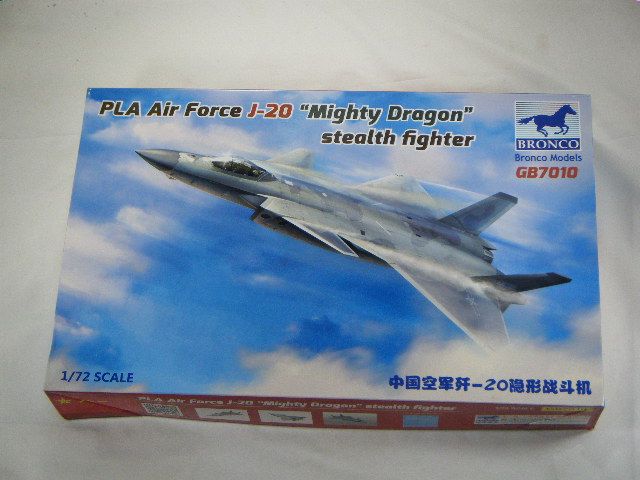 PLA Air Force J-20 "Mighty Dragon"
stealth fighter
BRONCO
Bronco Models
GB7010
1/72 SCALE
中国空军歼-20隐形战斗机
PLA Air Force J-20 "Mighty Dragon" stealth fighter